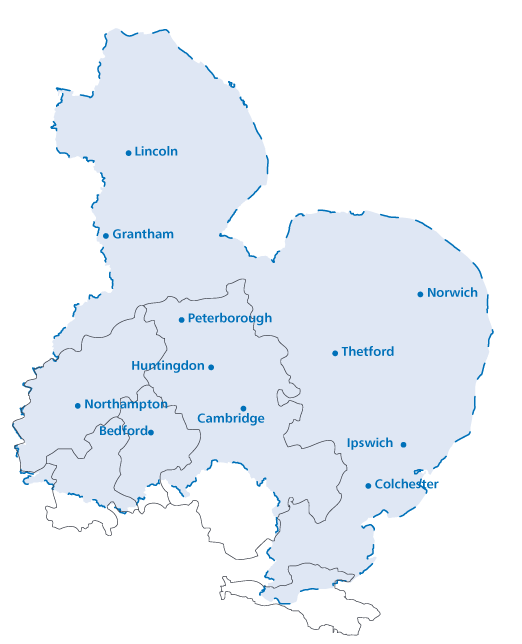 Lincoln
Grantham
Norwich
Peterborough
Thetford
Huntingdon
Northampton
Cambridge
Bedford
Ipswich
Colchester